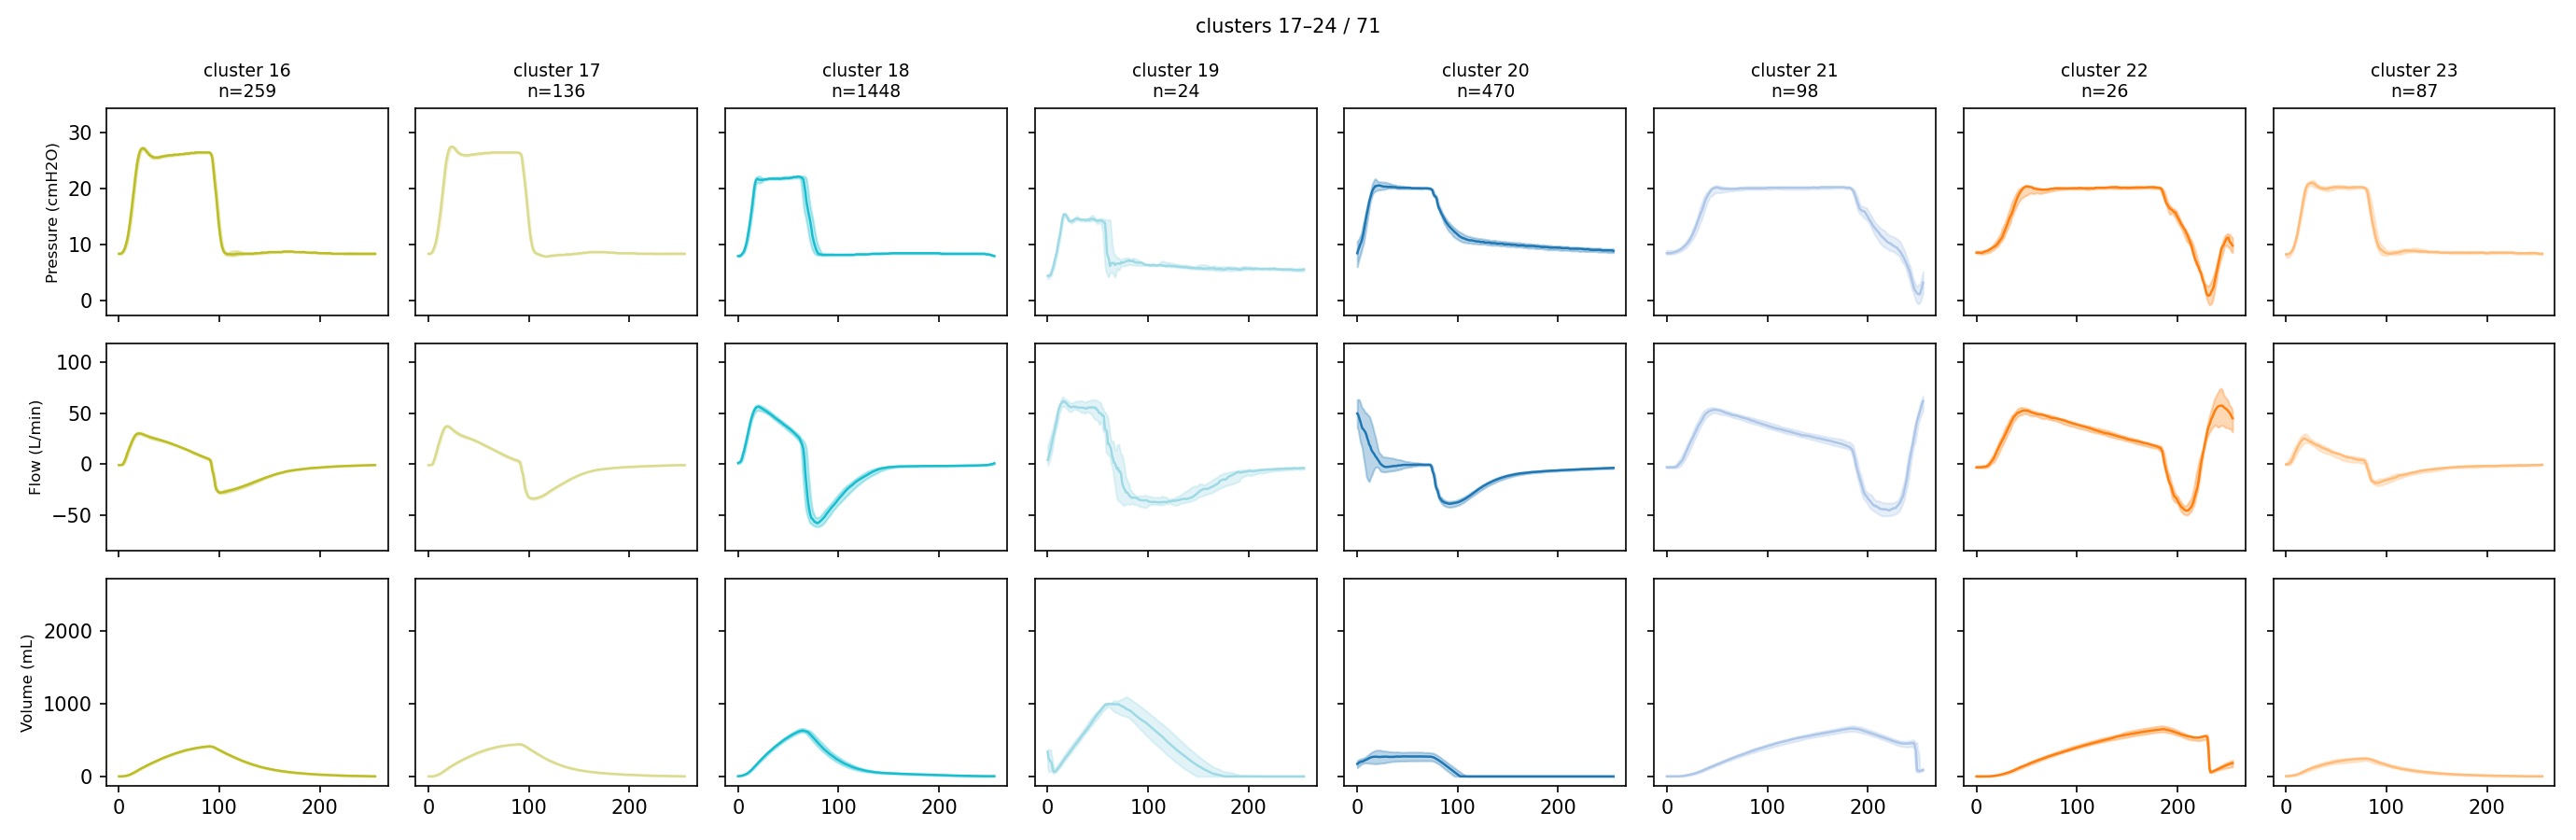 clusters 17–24 / 71
cluster 16
n=259
cluster 17
n=136
cluster 18
n=1448
cluster 19
n=24
cluster 20
n=470
cluster 21
n=98
cluster 22
n=26
cluster 23
n=87
Pressure (cmH2O)
30
20
10
0
Flow (L/min)
100
50
0
−50
Volume (mL)
2000
1000
0
0 100 200
0 100 200
0 100 200
0 100 200
0 100 200
0 100 200
0 100 200
0 100 200